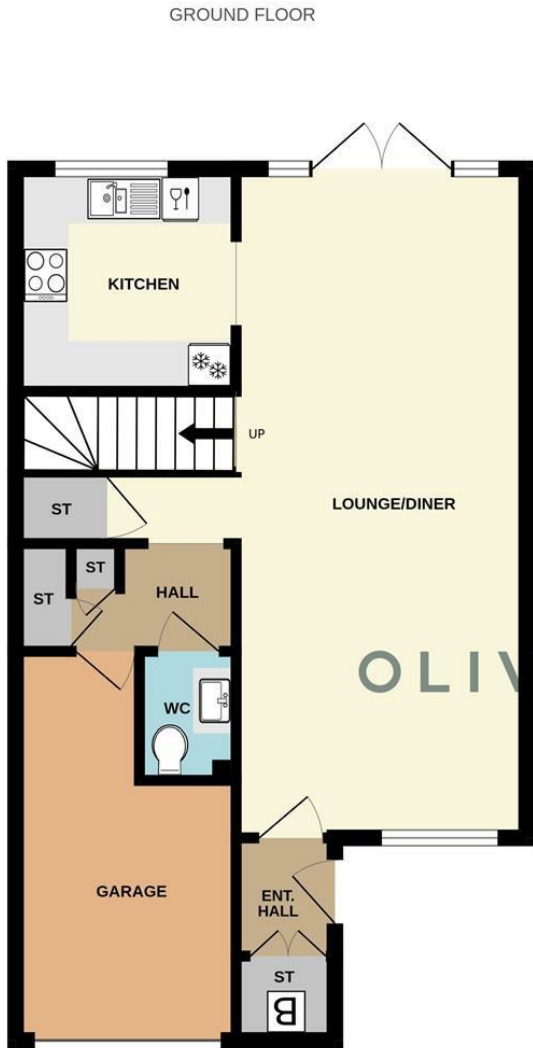 GROUND FLOOR
KITCHEN
UP
ST
LOUNGE/DINER
ST
ST
HALL
OLIV
WC
GARAGE
ENT.
HALL
ST
B